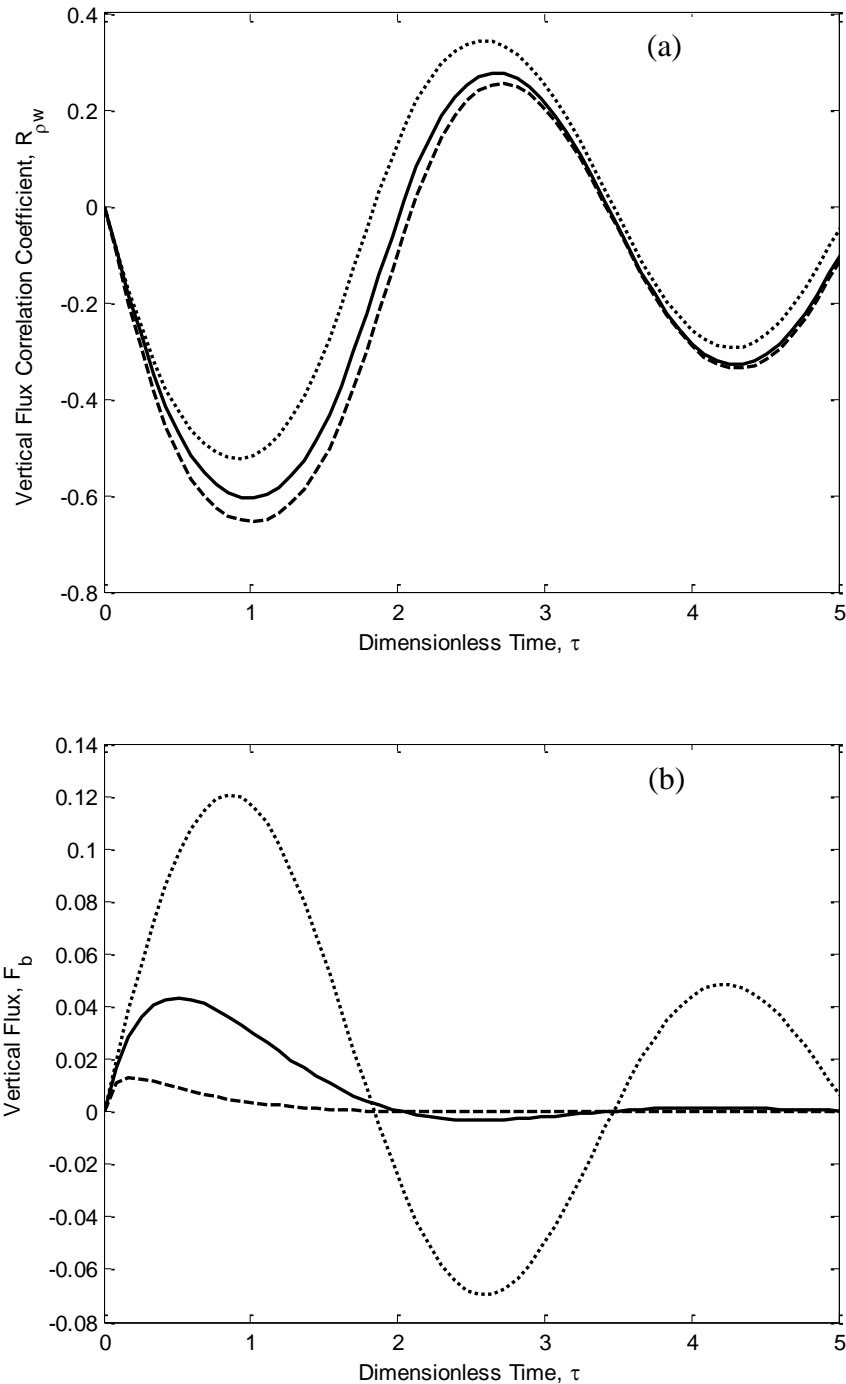 (a)
Vertical Flux Correlation Coefficient, Rρw
0.4
0.2
0
-0.2
-0.4
-0.6
-0.8
0 1 2 3 4 5
Dimensionless Time, τ
(b)
Vertical Flux, Fb
0.14
0.12
0.1
0.08
0.06
0.04
0.02
0
-0.02
-0.04
-0.06
-0.08
0 1 2 3 4 5
Dimensionless Time, τ